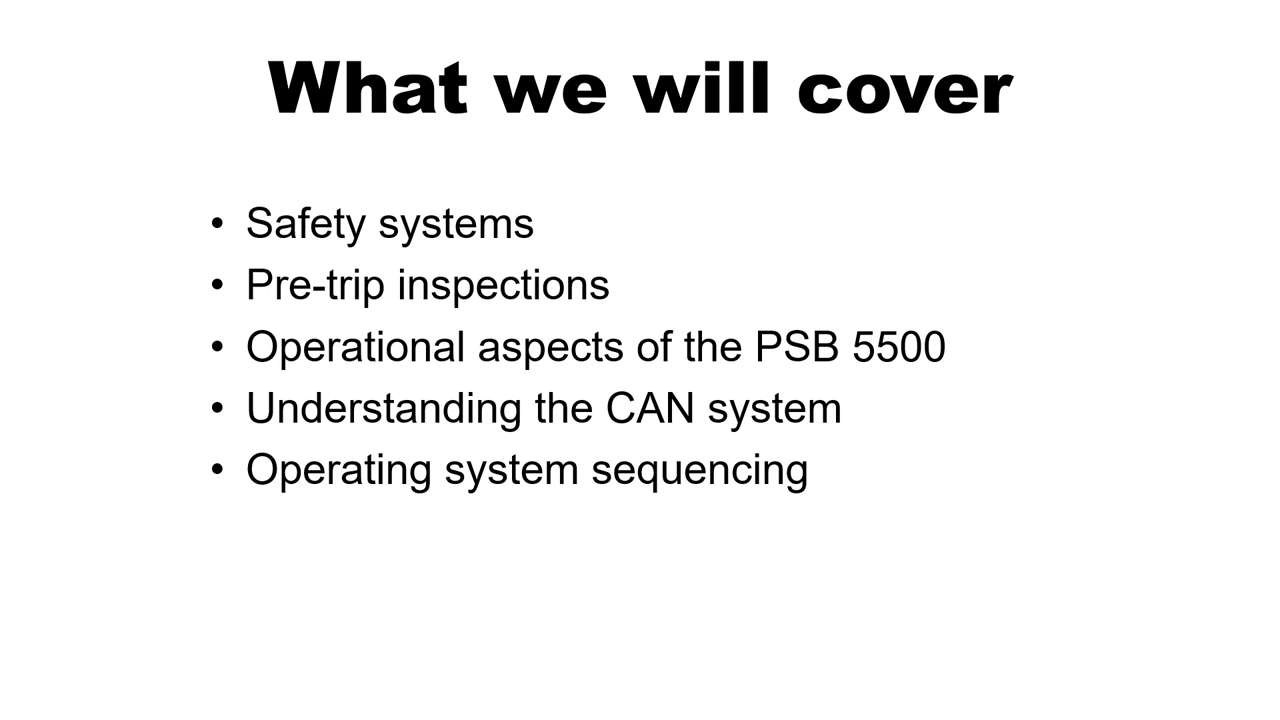 What we will cover
• Safety systems
• Pre-trip inspections
• Operational aspects of the PSB 5500
• Understanding the CAN system
• Operating system sequencing